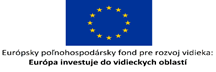 Európsky poľnohospodársky fond pre rozvoj vidieka:
Európa investuje do vidieckych oblastí